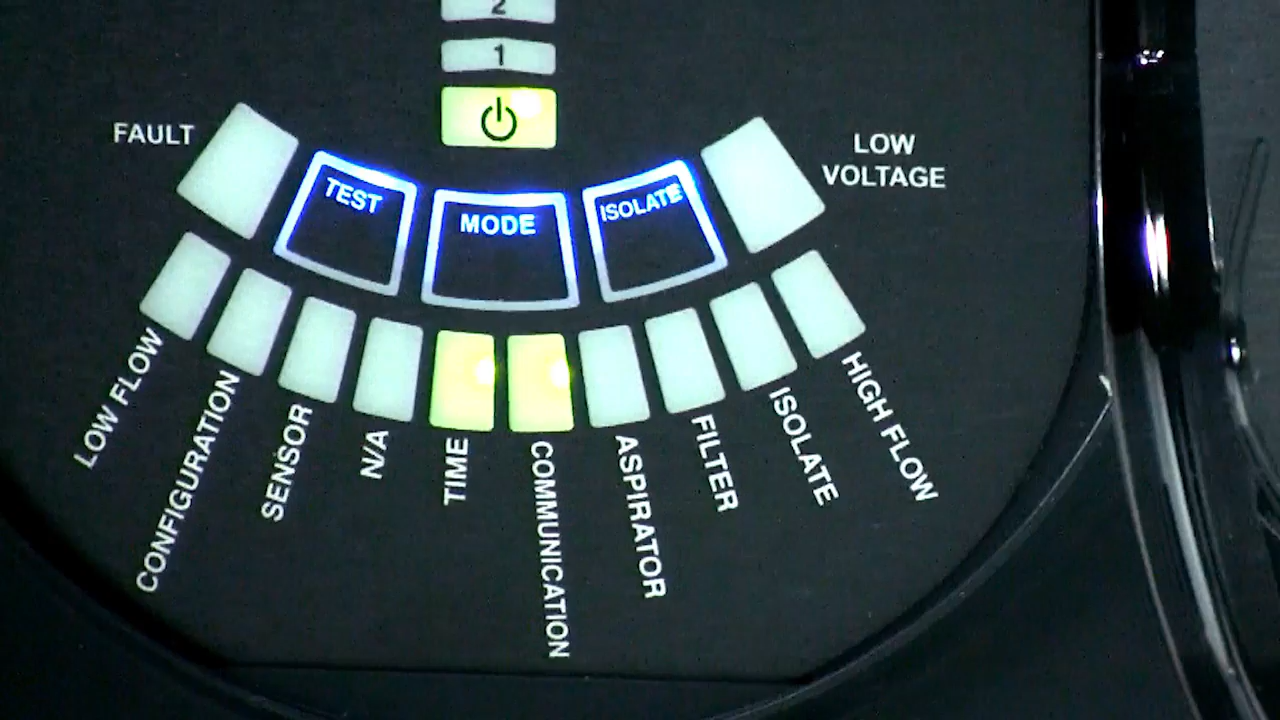 2
1
FAULT
LOW
VOLTAGE
TEST
MODE
ISOLATE
LOW FLOW
CONFIGURATION
SENSOR
N/A
TIME
COMMUNICATION
ASPIRATOR
FILTER
ISOLATE
HIGH FLOW